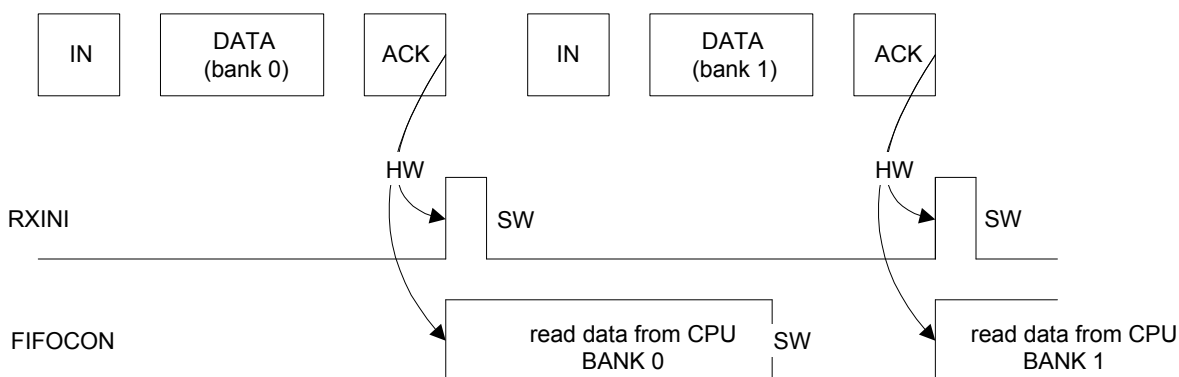 IN
DATA
(bank 0)
ACK
IN
DATA
(bank 1)
ACK
HW
HW
RXINI
SW
SW
FIFOCON
read data from CPU
BANK 0
SW
read data from CPU
BANK 1